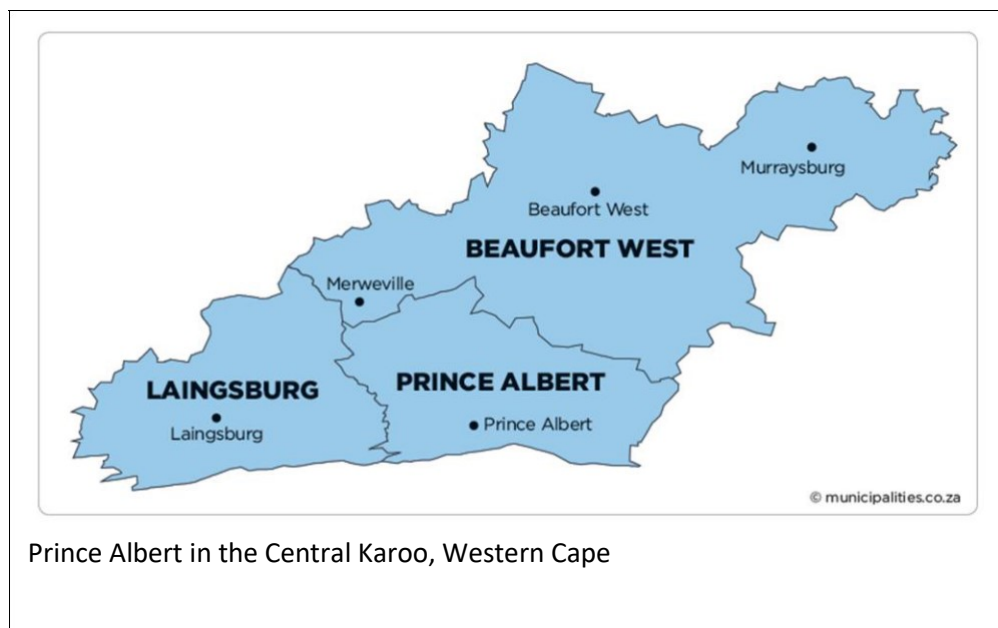 Murraysburg
Beaufort West
BEAUFORT WEST
Merweville
PRINCE ALBERT
LAINGSBURG
Prince Albert
Laingsburg
© municipalities.co.za
Prince Albert in the Central Karoo, Western Cape